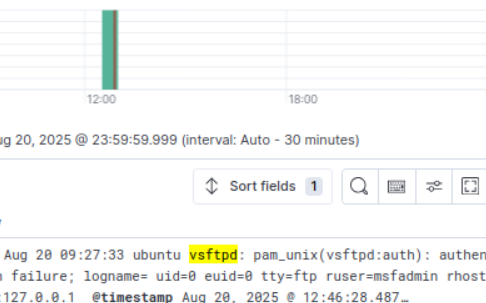 12:00 18:00
ug 20, 2025 @ 23:59:59.999 (interval: Auto - 30 minutes)
Sort fields 1
Aug 20 09:27:33 ubuntu vsftpd: pam_unix(vsftpd:auth): authen
n failure; logname= uid=0 euid=0 tty=ftp ruser=msfadmin rhost
:127.0.0.1 @timestamp Aug 20, 2025 @ 12:46:28.487…